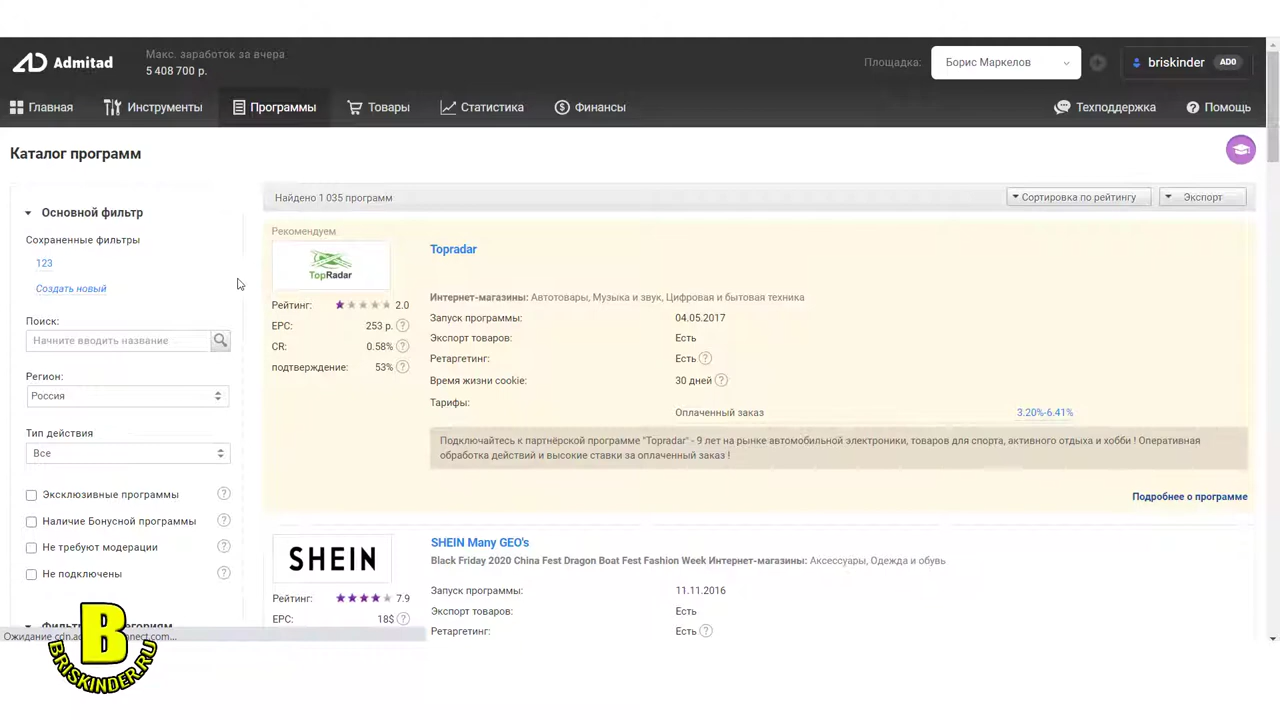 Admitad
Макс. заработок за вчера
5 408 700 р.
Площадка:
Борис Маркелов
briskinder
AD0
Главная
Инструменты
Программы
Товары
Статистика
Финансы
Техподдержка
Помощь
Каталог программ
Основной фильтр
Сохраненные фильтры
123
Создать новый
Поиск:
Начните вводить название
Регион:
Россия
Тип действия
Все
Эксклюзивные программы ?
Наличие Бонусной программы ?
Не требуют модерации ?
Не подключены ?
Ожидание
B
BRISKINDER.RU
Найдено 1 035 программ
Сортировка по рейтингу
Экспорт
Рекомендуем
TopRadar
Рейтинг: 2.0
EPC: 253 р. ?
CR: 0.58% ?
подтверждение: 53% ?
Topradar
Интернет-магазины: Автотовары, Музыка и звук, Цифровая и бытовая техника
Запуск программы: 04.05.2017
Экспорт товаров: Есть
Ретаргетинг: Есть ?
Время жизни cookie: 30 дней ?
Тарифы:
Оплаченный заказ 3.20%-6.41%
Подключайтесь к партнёрской программе "Topradar" - 9 лет на рынке автомобильной электроники, товаров для спорта, активного отдыха и хобби ! Оперативная
обработка действий и высокие ставки за оплаченный заказ !
Подробнее о программе
SHEIN
Рейтинг: 7.9
EPC: 18$ ?
SHEIN Many GEO's
Black Friday 2020 China Fest Dragon Boat Fest Fashion Week Интернет-магазины: Аксессуары, Одежда и обувь
Запуск программы: 11.11.2016
Экспорт товаров: Есть
Ретаргетинг: Есть ?